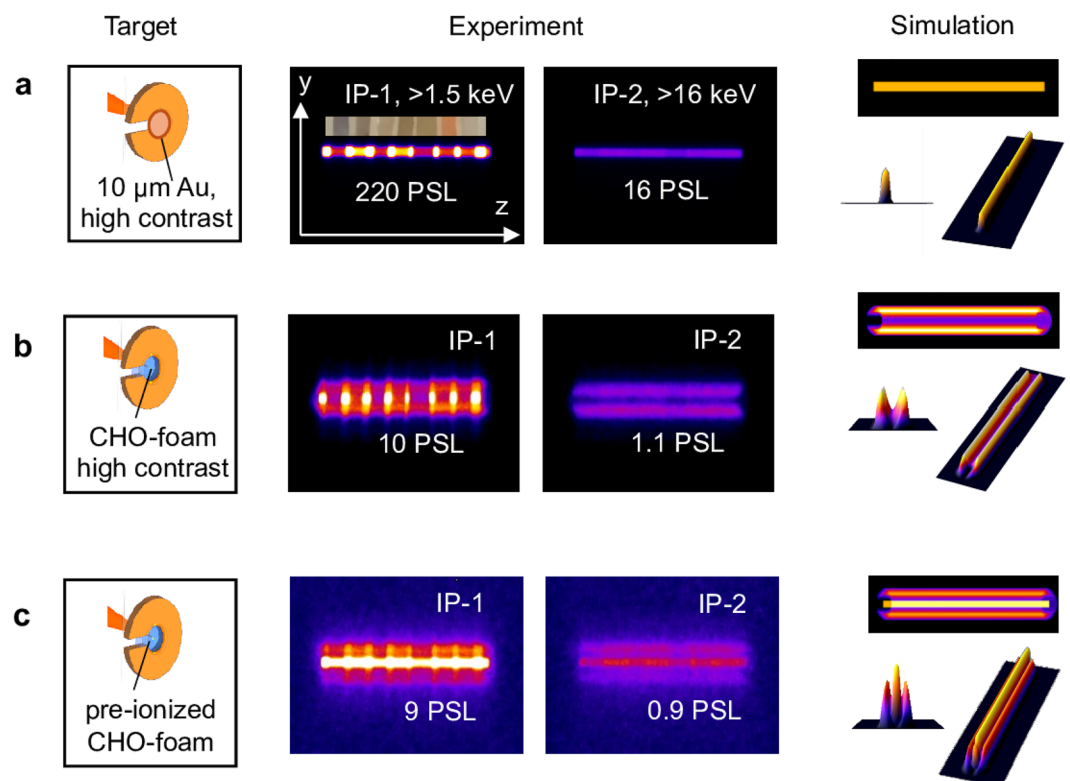 Target
Experiment
Simulation
a
10 µm Au,
high contrast
y
IP-1, >1.5 keV
220 PSL
z
IP-2, >16 keV
16 PSL
b
CHO-foam
high contrast
IP-1
10 PSL
IP-2
1.1 PSL
c
pre-ionized
CHO-foam
IP-1
9 PSL
IP-2
0.9 PSL